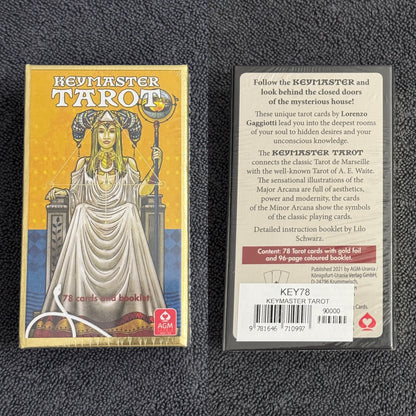 KEYMASTER
TAROT
78 cards and booklet
AGM
Follow the KEYMASTER and
look behind the closed doors
of the mysterious house!
These unique tarot cards by Lorenzo
Gaggiotti lead you into the deepest rooms
of your soul to hidden desires and your
unconscious knowledge.
The KEYMASTER TAROT
connects the classic Tarot de Marseille
with the well-known Tarot of A. E. Waite.
The sensational illustrations of the
Major Arcana are full of aesthetics,
power and modernity, the cards
of the Minor Arcana show the symbols
of the classic playing cards.
Detailed instruction booklet by Lilo
Schwarz.
Content: 78 Tarot cards with gold foil
and 96-page coloured booklet.
Published 2021 by AGM-Urania /
Königsfurt-Urania Verlag GmbH,
D-24796 Krummwisch,
KEY78
KEYMASTER TAROT
90000
9 781646 710997
Cards.